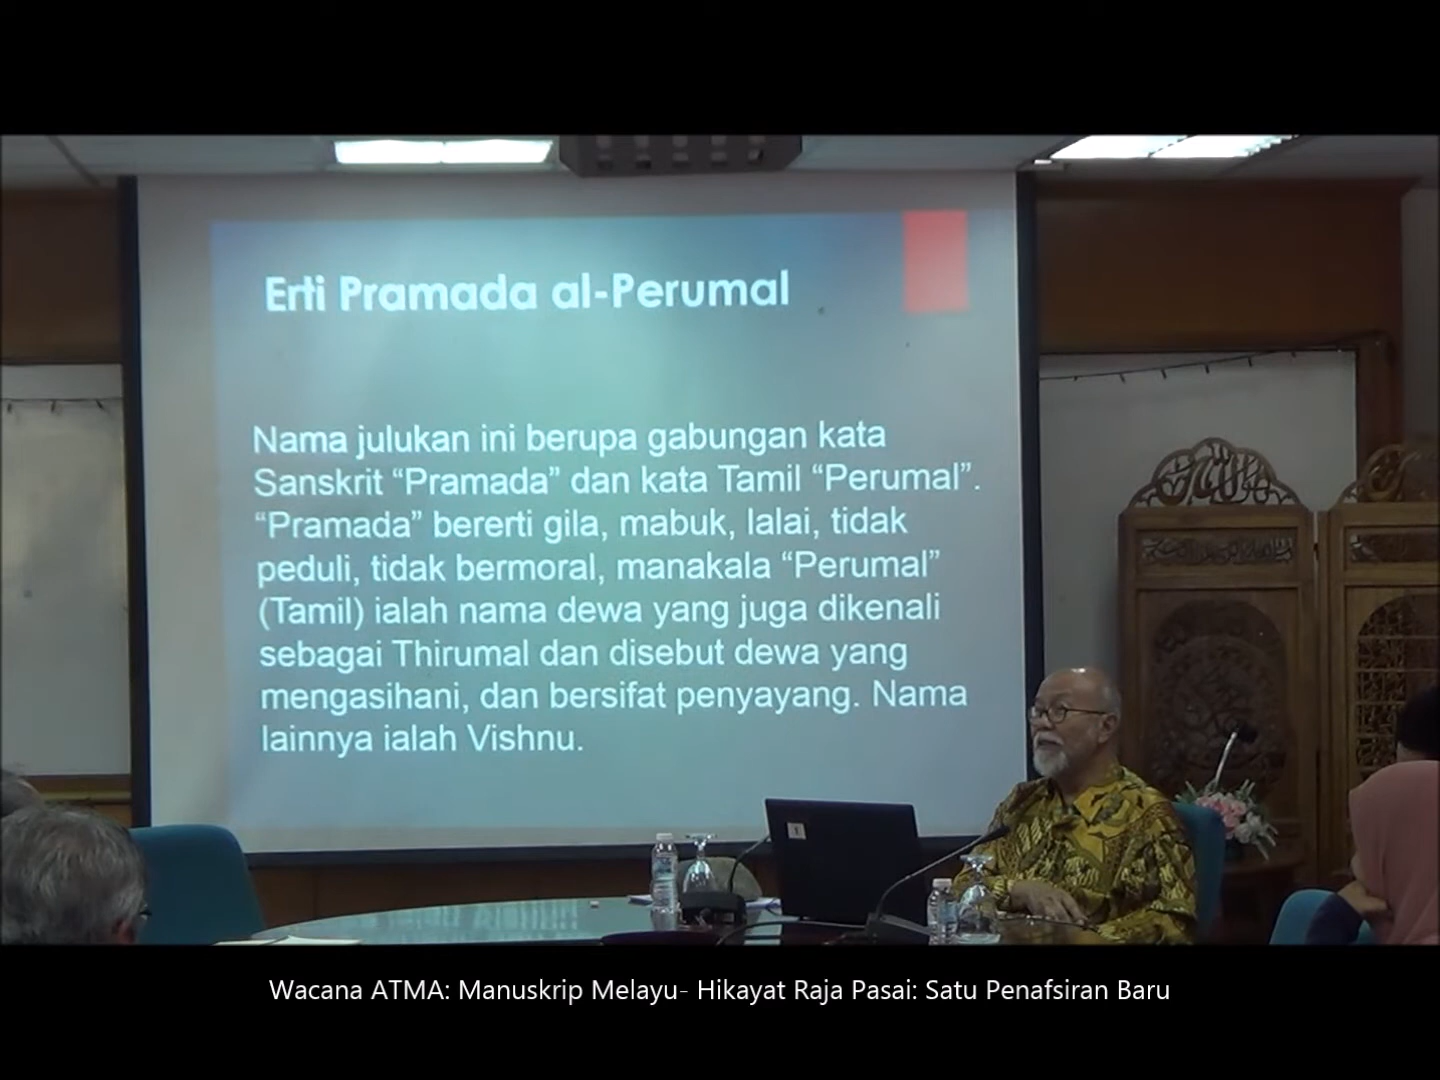 Erti Pramada al-Perumal
Nama julukan ini berupa gabungan kata
Sanskrit “Pramada” dan kata Tamil “Perumal”.
“Pramada” bererti gila, mabuk, lalai, tidak
peduli, tidak bermoral, manakala “Perumal”
(Tamil) ialah nama dewa yang juga dikenali
sebagai Thirumal dan disebut dewa yang
mengasihani, dan bersifat penyayang. Nama
lainnya ialah Vishnu.
Wacana ATMA: Manuskrip Melayu- Hikayat Raja Pasai: Satu Penafsiran Baru